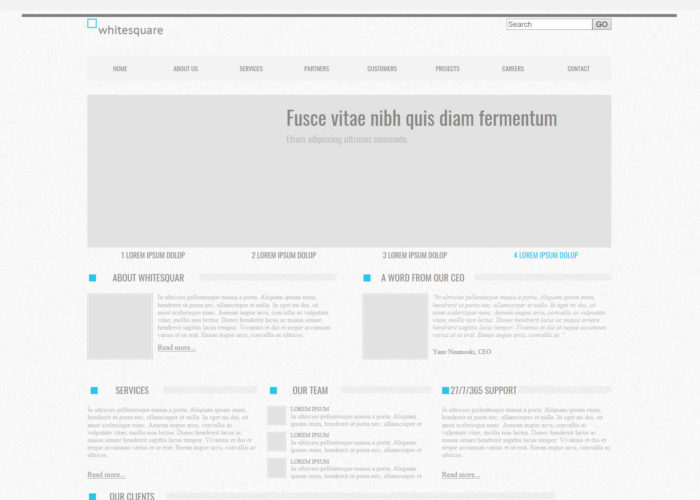 whitesquare
Search GO
HOME ABOUT US SERVICES PARTNERS CUSTOMERS PROJECTS CAREERS CONTACT
Fusce vitae nibh quis diam fermentum
Etiam adipiscing ultricies commodo.
1 LOREM IPSUM DOLOP 2 LOREM IPSUM DOLOP 3 LOREM IPSUM DOLOP 4 LOREM IPSUM DOLOP
ABOUT WHITESQUAR
In ultricies pellentesque massa a porta. Aliquam ipsum enim,
hendrerit ut porta nec, ullamcorper et nulla. In eget mi dui, sit
amet scelerisque nunc. Aenean augue arcu, convallis ac vulputate
vitae, mollis non lectus. Donec hendrerit lacus ac massa ornare
hendrerit sagittis lacus tempor. Vivamus et dui et neque accumsan
varius et ut erat. Enean augue arcu, convallis ac ultrices.
Read more...
A WORD FROM OUR CEO
"In ultricies pellentesque massa a porta. Aliquam ipsum enim,
hendrerit ut porta nec, ullamcorper et nulla. In eget mi dui, sit
amet scelerisque nunc. Aenean augue arcu, convallis ac vulputate
vitae, mollis non lectus. Donec hendrerit lacus ac massa ornare
hendrerit sagittis lacus tempor. Vivamus et dui et neque accumsan
varius et ut erat. Enean augue arcu, convallis ac."
Yane Naumoski, CEO
SERVICES
In ultricies pellentesque massa a porta. Aliquam ipsum enim,
hendrerit ut porta nec, ullamcorper et nulla. In eget mi dui, sit
amet scelerisque nunc. Aenean augue arcu, convallis ac
vulputate vitae, mollis non lectus. Donec hendrerit lacus ac
massa ornare hendrerit sagittis lacus tempor. Vivamus et dui et
neque accumsan varius et ut erat. Enean augue arcu, convallis ac
ultrices.
Read more...
OUR TEAM
LOREM IPSUM
In ultricies pellentesque massa a porta. Aliquam
ipsum enim, hendrerit ut porta nec, ullamcorper et
LOREM IPSUM
In ultricies pellentesque massa a porta. Aliquam
ipsum enim, hendrerit ut porta nec, ullamcorper et
LOREM IPSUM
In ultricies pellentesque massa a porta. Aliquam
ipsum enim, hendrerit ut porta nec, ullamcorper et
27/7/365 SUPPORT
In ultricies pellentesque massa a porta. Aliquam ipsum enim,
hendrerit ut porta nec, ullamcorper et nulla. In eget mi dui, sit
amet scelerisque nunc. Aenean augue arcu, convallis ac
vulputate vitae, mollis non lectus. Donec hendrerit lacus ac
massa ornare hendrerit sagittis lacus tempor. Vivamus et dui et
neque accumsan varius et ut erat. Enean augue arcu, convallis ac
ultrices.
Read more...
OUR CLIENTS